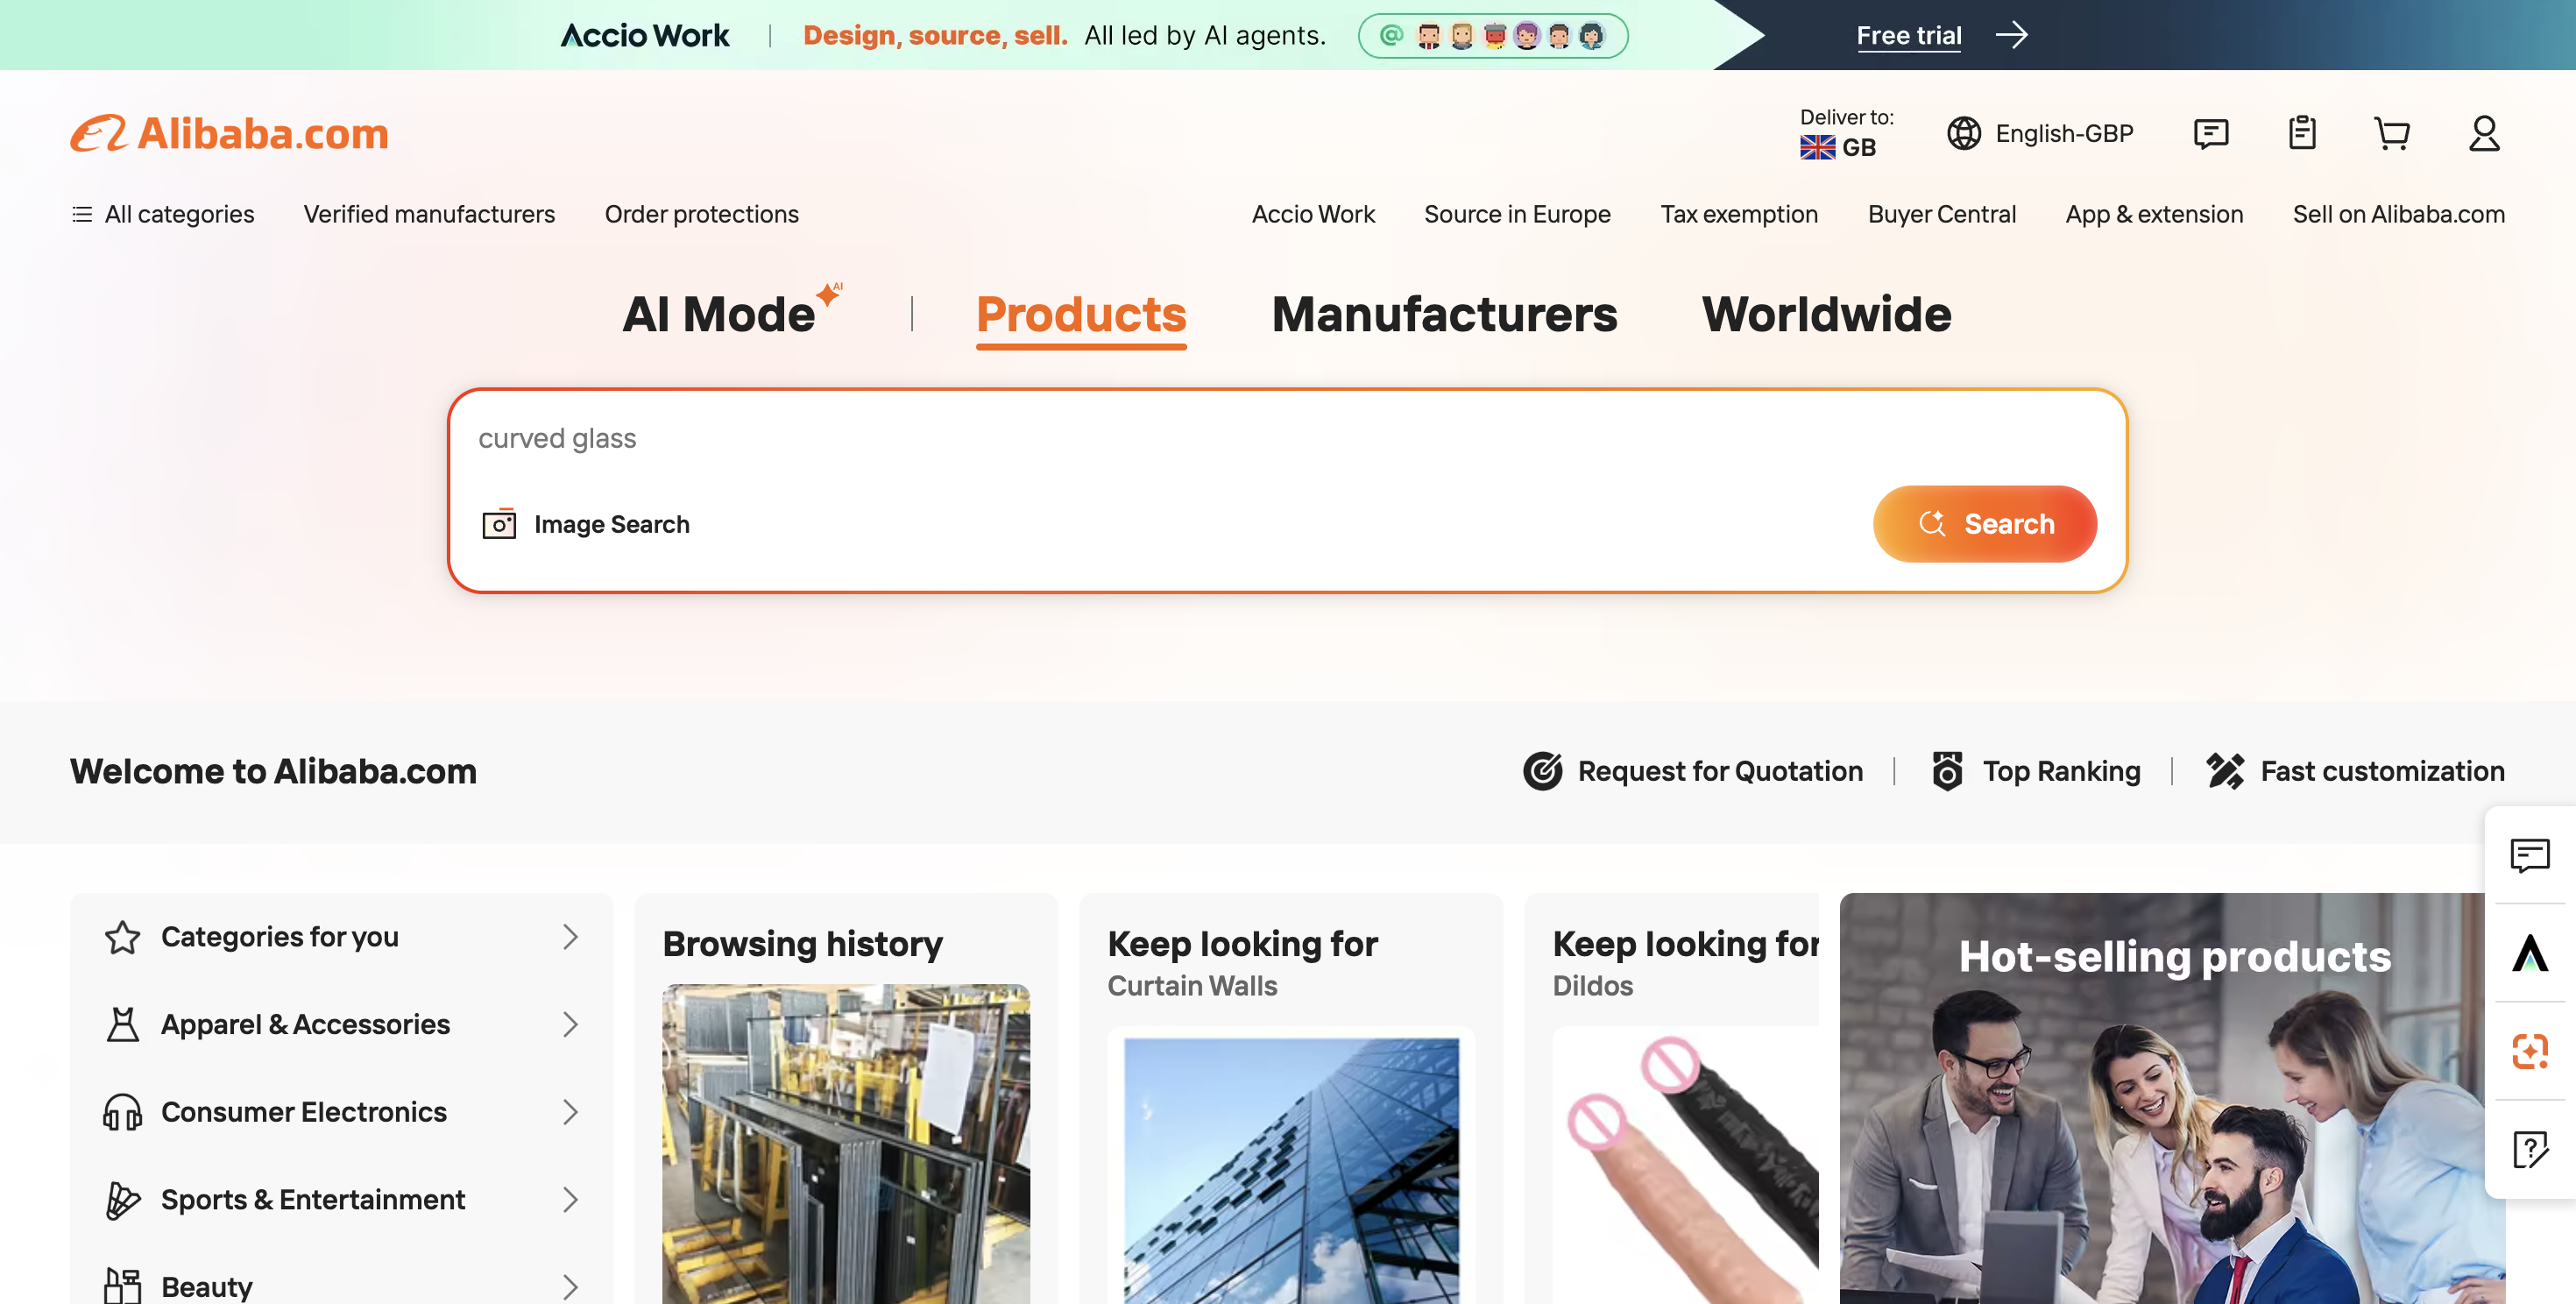 Accio Work
Design, source, sell. All led by AI agents.
@
Free trial
Alibaba.com
Deliver to:
GB
English-GBP
All categories
Verified manufacturers
Order protections
Accio Work
Source in Europe
Tax exemption
Buyer Central
App & extension
Sell on Alibaba.com
AI Mode
AI
Products
Manufacturers
Worldwide
curved glass
Image Search
Search
Welcome to Alibaba.com
Request for Quotation
Top Ranking
Fast customization
Categories for you
Apparel & Accessories
Consumer Electronics
Sports & Entertainment
Beauty
Browsing history
Keep looking for
Curtain Walls
Keep looking for
Dildos
Hot-selling products